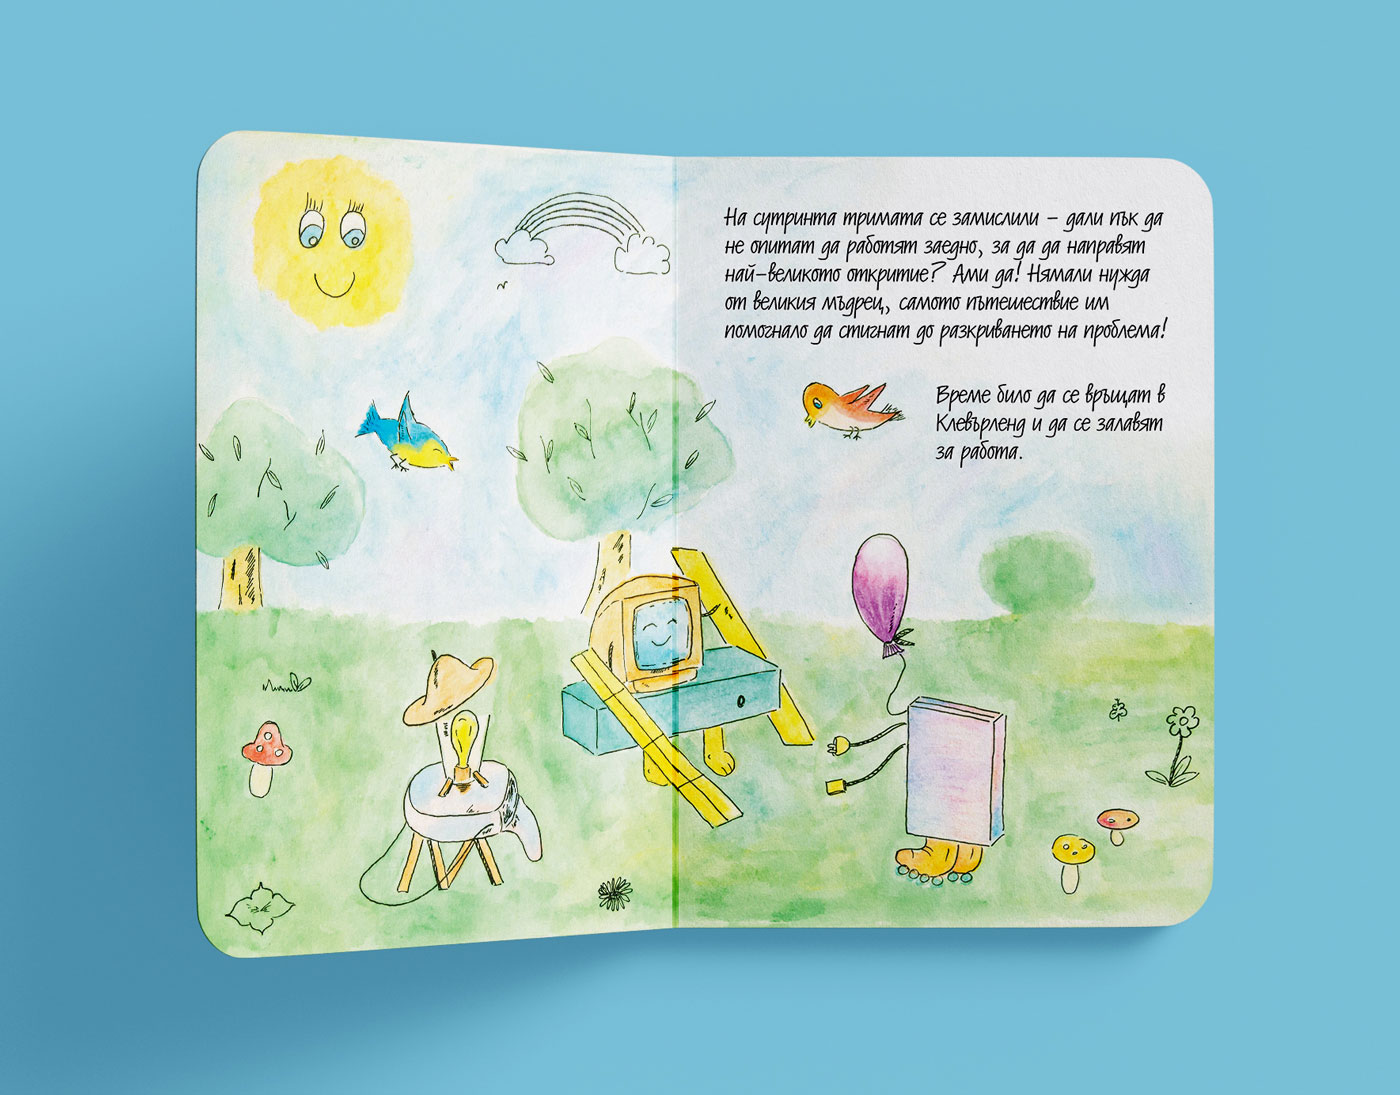 На сутринта тримата се замислили – дали пък да
не опитат да работят заедно, за да да направят
най-великото откритие? Ами да! Нямали нужда
от великия мъдрец, самото пътешествие им
помогнало да стигнат до разкриването на проблема!
Време било да се връщат в
Клевърленд и да се залавят
за работа.